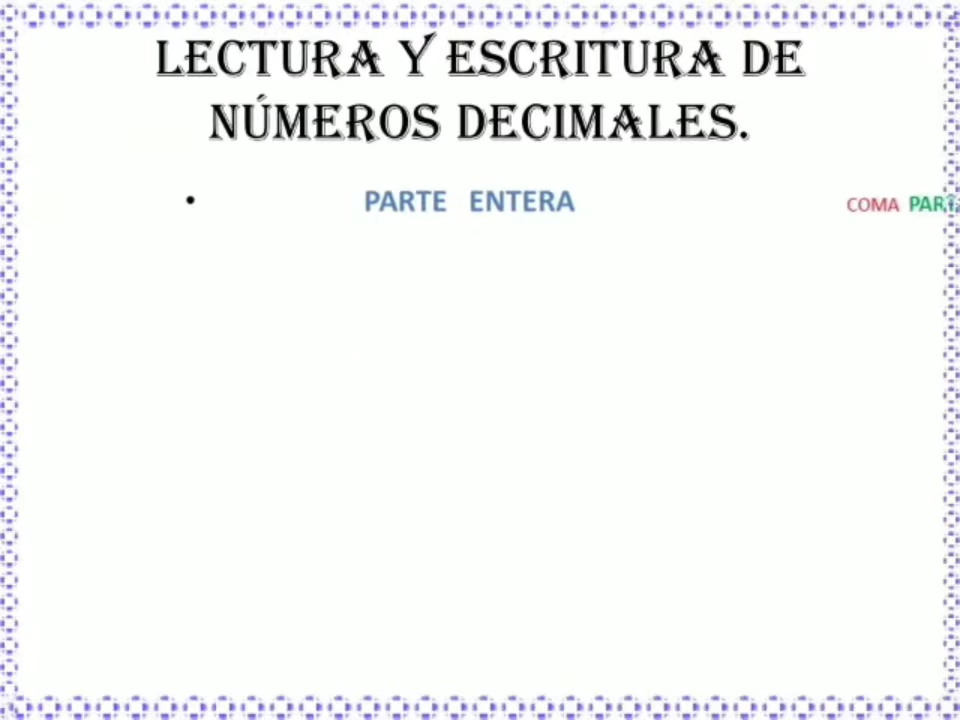 LECTURA Y ESCRITURA DE
NÚMEROS DECIMALES.
• PARTE ENTERA COMA